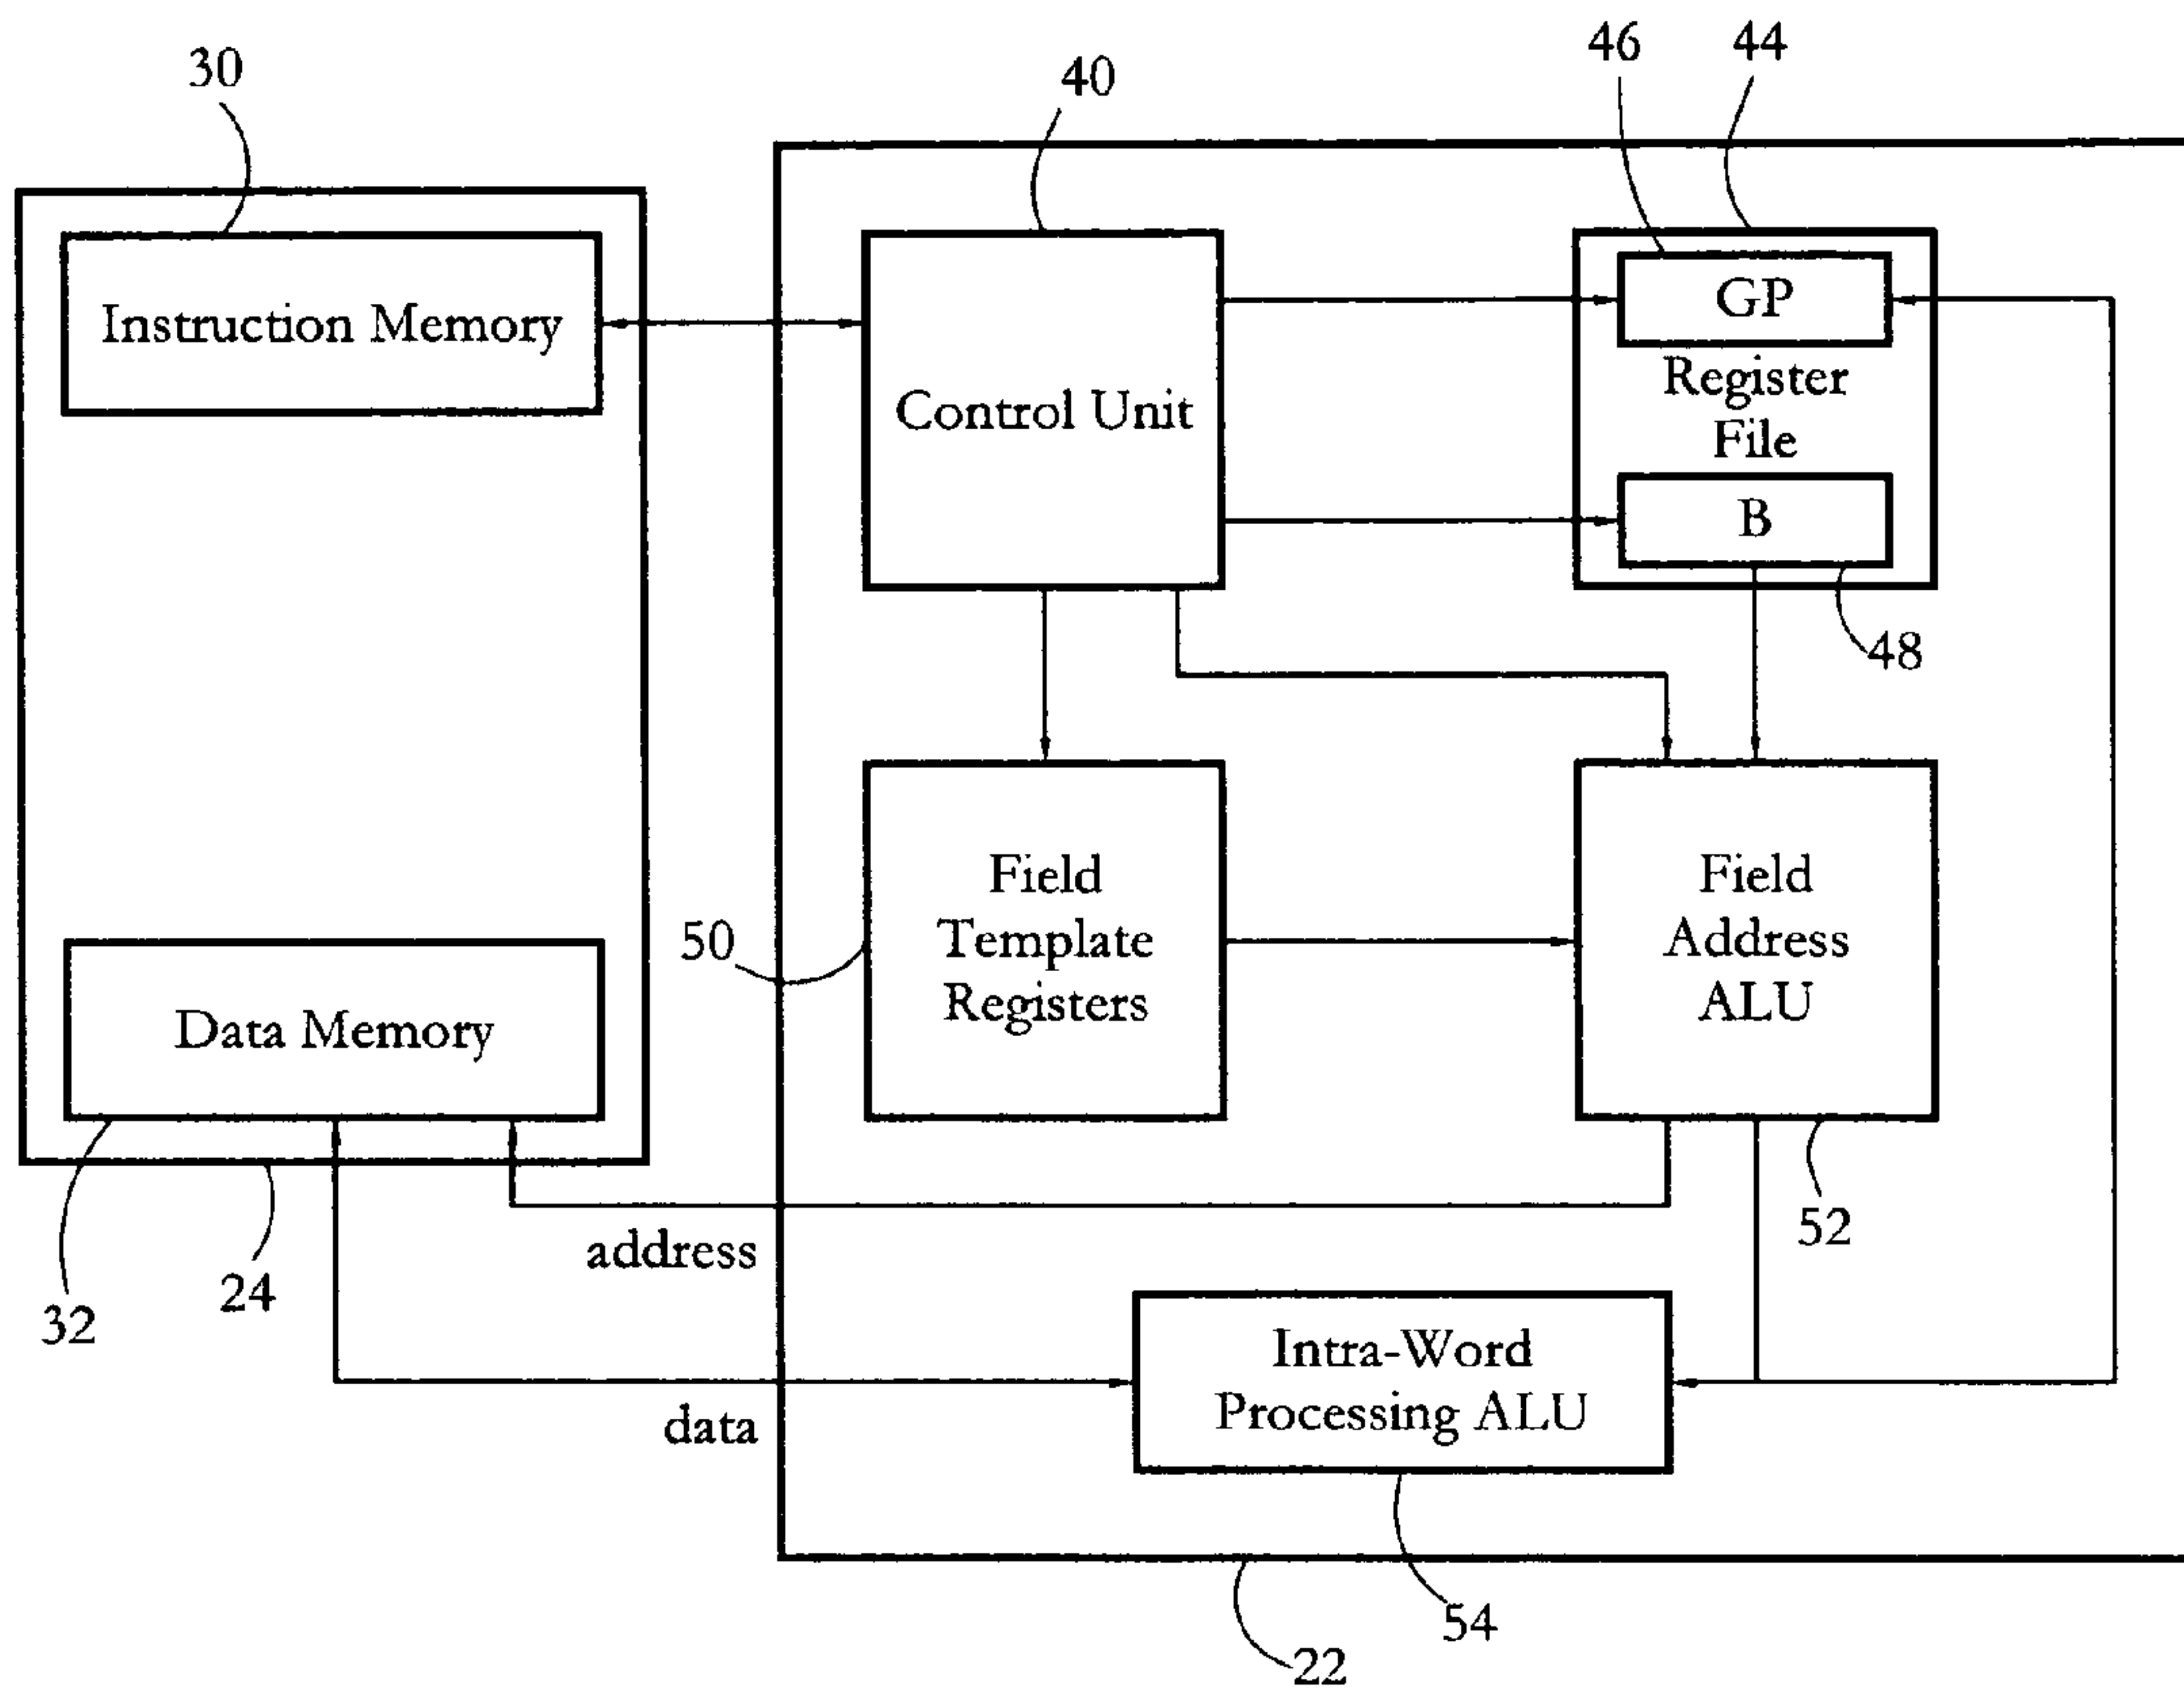 30
40
46
44
Instruction Memory
Control Unit
GP
Register
File
B
48
Field
Template
Registers
50
Field
Address
ALU
Data Memory
52
address
24
32
Intra-Word
Processing ALU
data
54
22